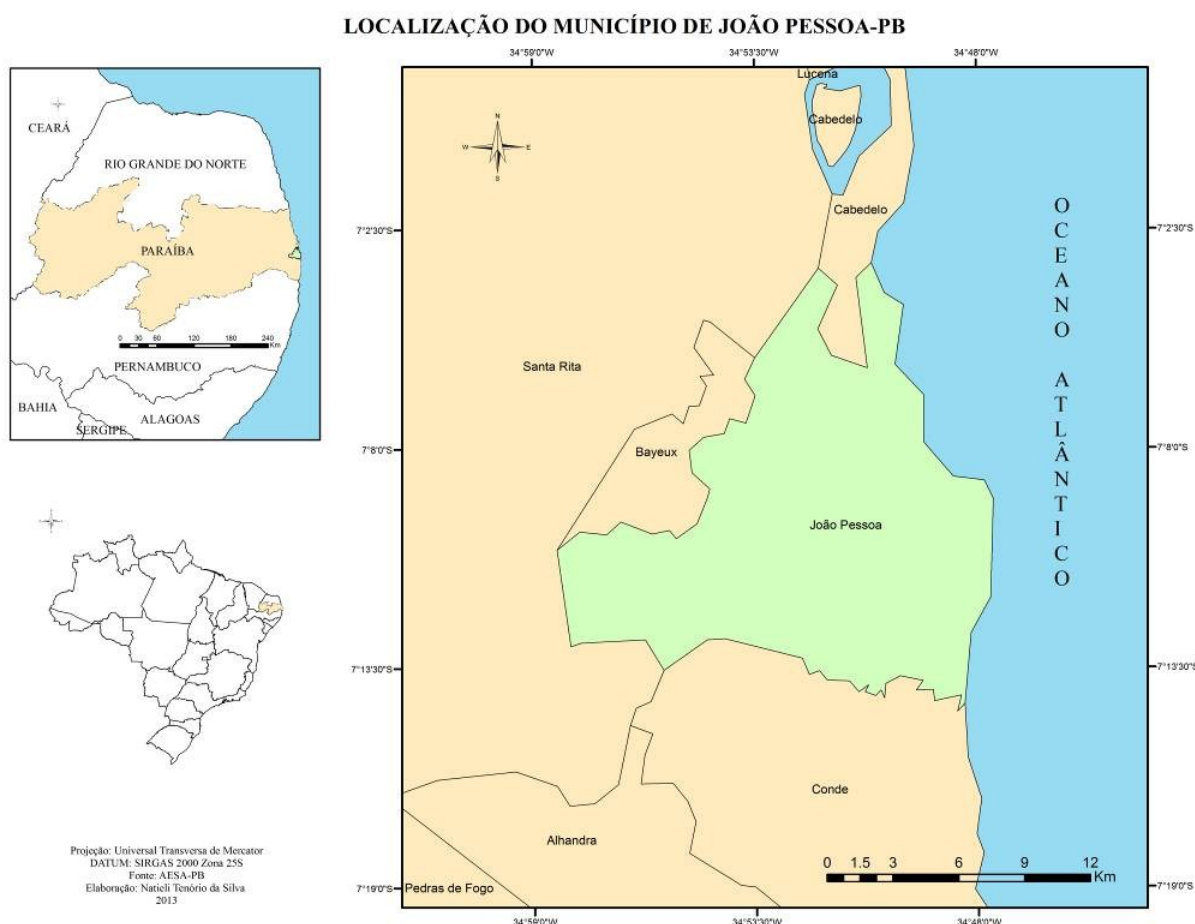 LOCALIZAÇÃO DO MUNICÍPIO DE JOÃO PESSOA-PB
CEARÁ
RIO GRANDE DO NORTE
PARAÍBA
0 30 60 120 180 240
Km
PERNAMBUCO
BAHIA
ALAGOAS
SERGIPE
Projeção: Universal Transversa de Mercator
DATUM: SIRGAS 2000 Zona 25S
Fonte: AESA-PB
Elaboração: Natieli Tenório da Silva
2013
34°59'0"W 34°53'30"W 34°48'0"W
N
W E
S
Lucena
Cabedelo
Cabedelo
7°2'30"S 7°2'30"S
Santa Rita
Bayeux
7°8'0"S 7°8'0"S
João Pessoa
OCEANO ATLÂNTICO
7°13'30"S 7°13'30"S
Conde
Alhandra
Pedras de Fogo
0 1.5 3 6 9 12
Km
7°19'0"S 7°19'0"S
34°59'0"W 34°53'30"W 34°48'0"W